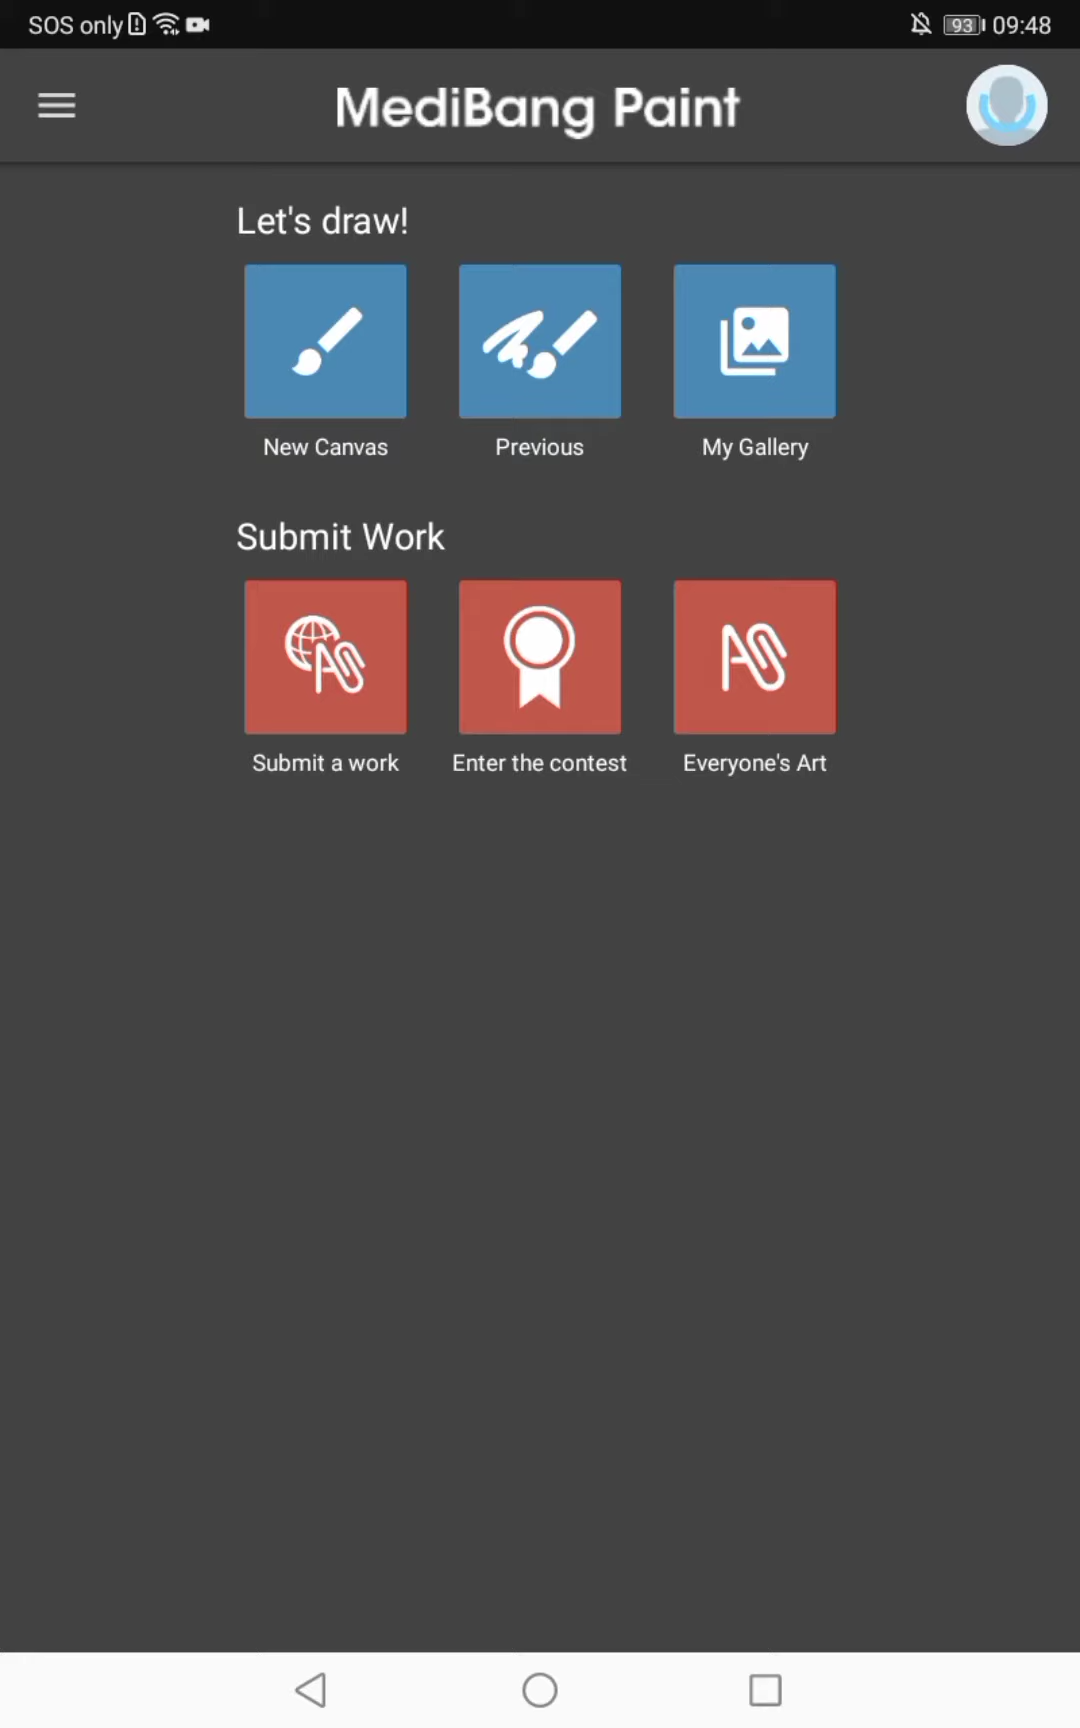 SOS only
93 09:48
MediBang Paint
Let's draw!
New Canvas
Previous
My Gallery
Submit Work
Submit a work
Enter the contest
Everyone's Art